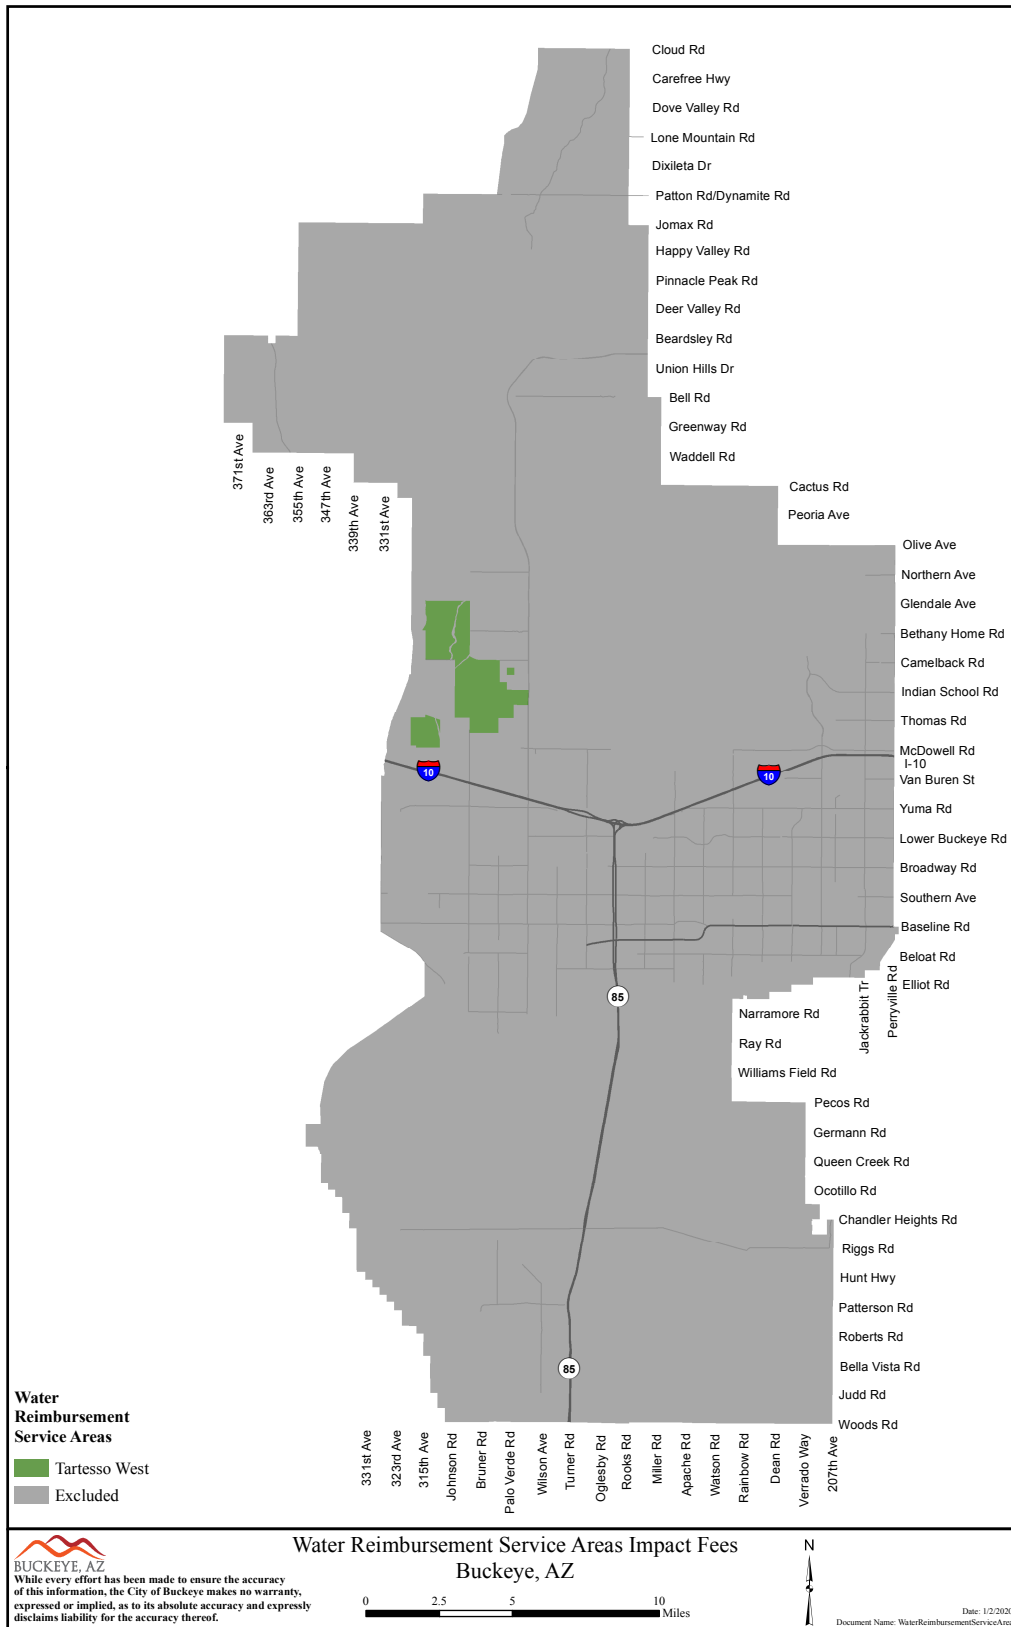 Cloud Rd
Carefree Hwy
Dove Valley Rd
Lone Mountain Rd
Dixileta Dr
Patton Rd/Dynamite Rd
Jomax Rd
Happy Valley Rd
Pinnacle Peak Rd
Deer Valley Rd
Beardsley Rd
Union Hills Dr
Bell Rd
Greenway Rd
Waddell Rd
Cactus Rd
Peoria Ave
Olive Ave
Northern Ave
Glendale Ave
Bethany Home Rd
Camelback Rd
Indian School Rd
Thomas Rd
McDowell Rd
I-10
Van Buren St
Yuma Rd
Lower Buckeye Rd
Broadway Rd
Southern Ave
Baseline Rd
Beloat Rd
Elliot Rd
371st Ave
363rd Ave
355th Ave
347th Ave
339th Ave
331st Ave
10
10
85
Jackrabbit Tr
Perryville Rd
Narramore Rd
Ray Rd
Williams Field Rd
Pecos Rd
Germann Rd
Queen Creek Rd
Ocotillo Rd
Chandler Heights Rd
Riggs Rd
Hunt Hwy
Patterson Rd
Roberts Rd
Bella Vista Rd
Judd Rd
Woods Rd
85
331st Ave
323rd Ave
315th Ave
Johnson Rd
Bruner Rd
Palo Verde Rd
Wilson Ave
Turner Rd
Oglesby Rd
Rooks Rd
Miller Rd
Apache Rd
Watson Rd
Rainbow Rd
Dean Rd
Verrado Way
207th Ave
Water
Reimbursement
Service Areas
Tartesso West
Excluded
BUCKEYE, AZ
While every effort has been made to ensure the accuracy
of this information, the City of Buckeye makes no warranty,
expressed or implied, as to its absolute accuracy and expressly
disclaims liability for the accuracy thereof.
Water Reimbursement Service Areas Impact Fees
Buckeye, AZ
0 2.5 5 10
Miles
N
Date: 1/2/2020
Document Name: WaterReimbursementServiceArea